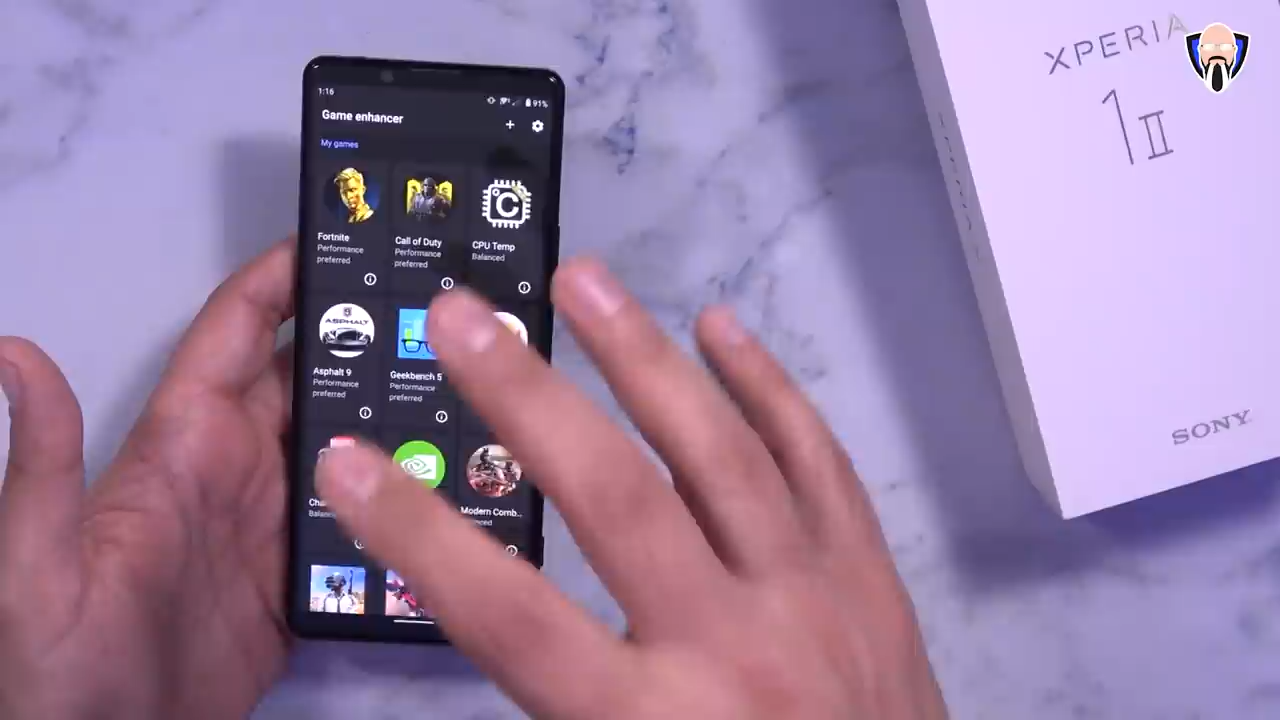 1:16
91%
Game enhancer
My games
Fortnite
Performance
preferred
Call of Duty
Performance
preferred
CPU Temp
Balanced
ASPHALT
Asphalt 9
Performance
preferred
Geekbench 5
Performance
preferred
Modern Comb..
XPERIA
1 II
SONY